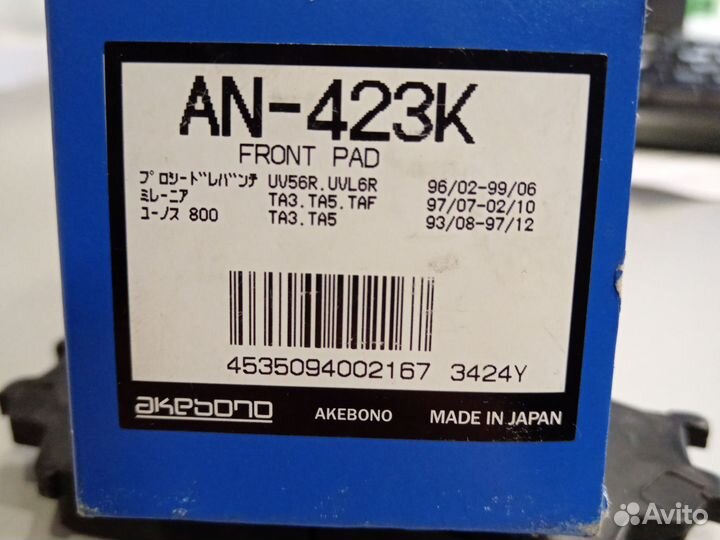 AN-423K
FRONT PAD
ﾌﾟﾛｼｰﾄﾞﾚﾊﾞﾝﾃ UV56R.UVL6R 96/02-99/06
ﾐﾚｰﾆｱ TA3.TA5.TAF 97/07-02/10
ﾕｰﾉｽ 800 TA3.TA5 93/08-97/12
4535094002167 3424Y
akebono AKEBONO MADE IN JAPAN
Avito